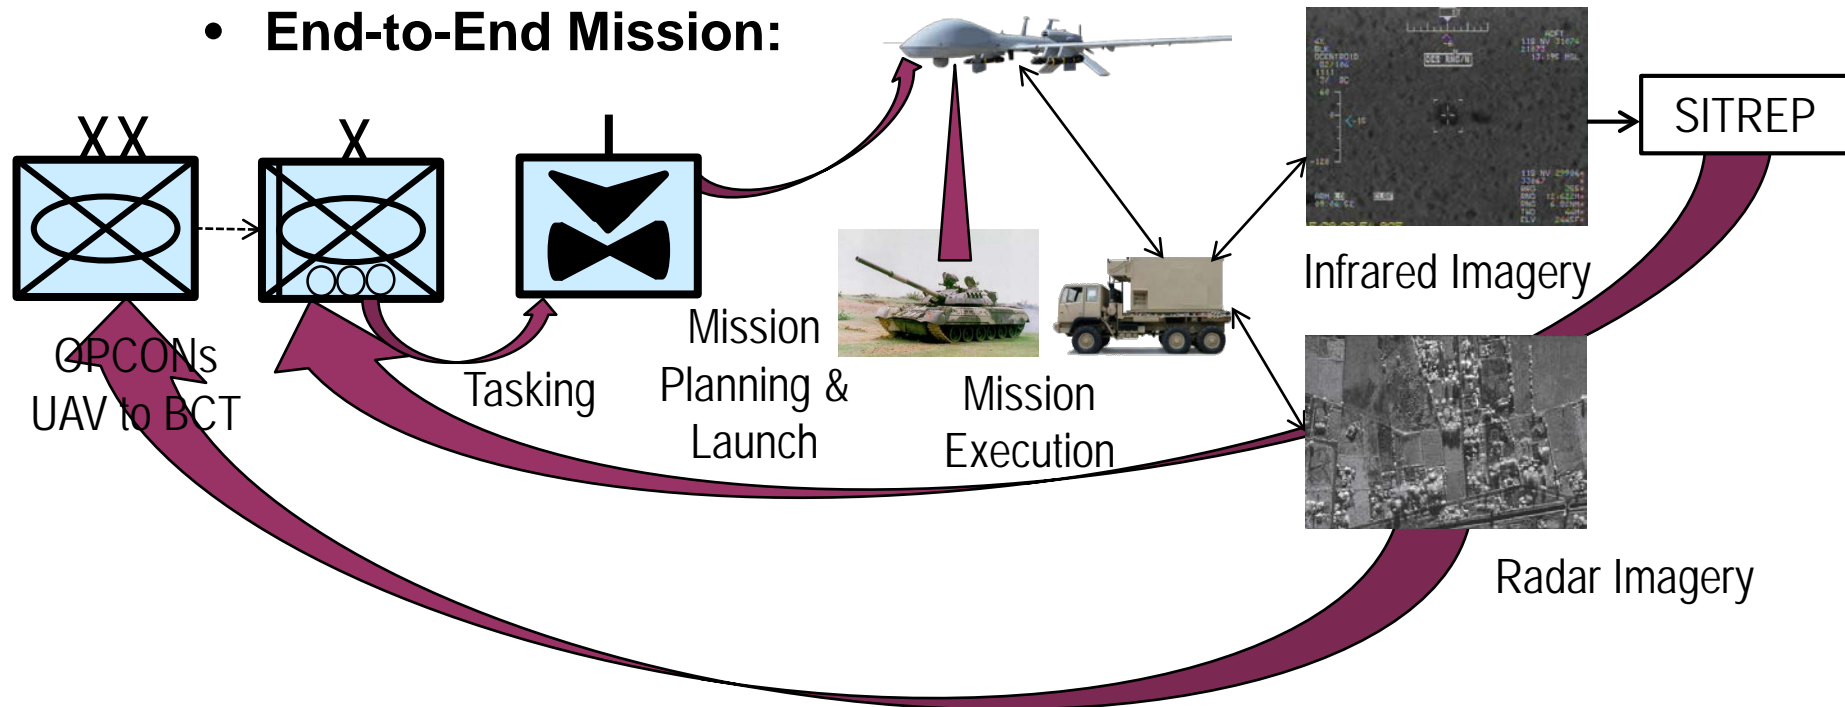 • End-to-End Mission:
XX
X
I
SITREP
Infrared Imagery
OPCONs
UAV to BCT
Tasking
Mission
Planning &
Launch
Mission
Execution
Radar Imagery